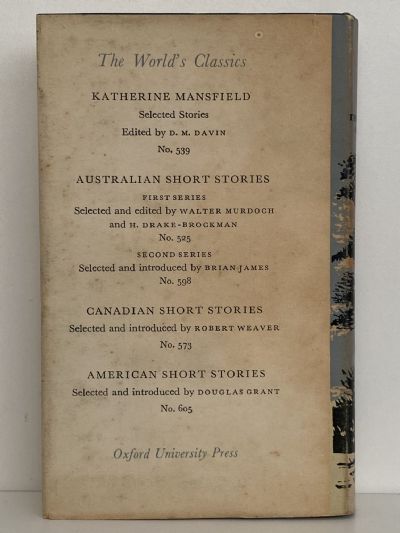 The World's Classics
KATHERINE MANSFIELD
Selected Stories
Edited by D. M. DAVIN
No. 539
AUSTRALIAN SHORT STORIES
FIRST SERIES
Selected and edited by WALTER MURDOCH
and H. DRAKE-BROCKMAN
No. 525
SECOND SERIES
Selected and introduced by BRIAN JAMES
No. 598
CANADIAN SHORT STORIES
Selected and introduced by ROBERT WEAVER
No. 573
AMERICAN SHORT STORIES
Selected and introduced by DOUGLAS GRANT
No. 605
Oxford University Press